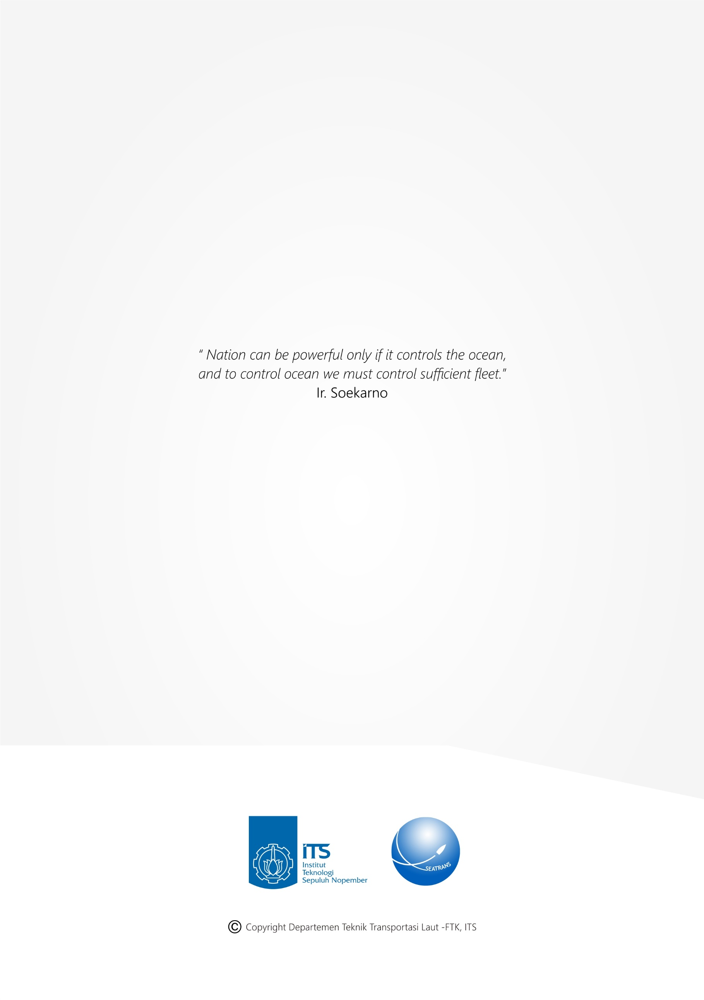 “ Nation can be powerful only if it controls the ocean,
and to control ocean we must control sufficient fleet.”
Ir. Soekarno
ITS
Institut
Teknologi
Sepuluh Nopember
SEATRANS
© Copyright Departemen Teknik Transportasi Laut -FTK, ITS